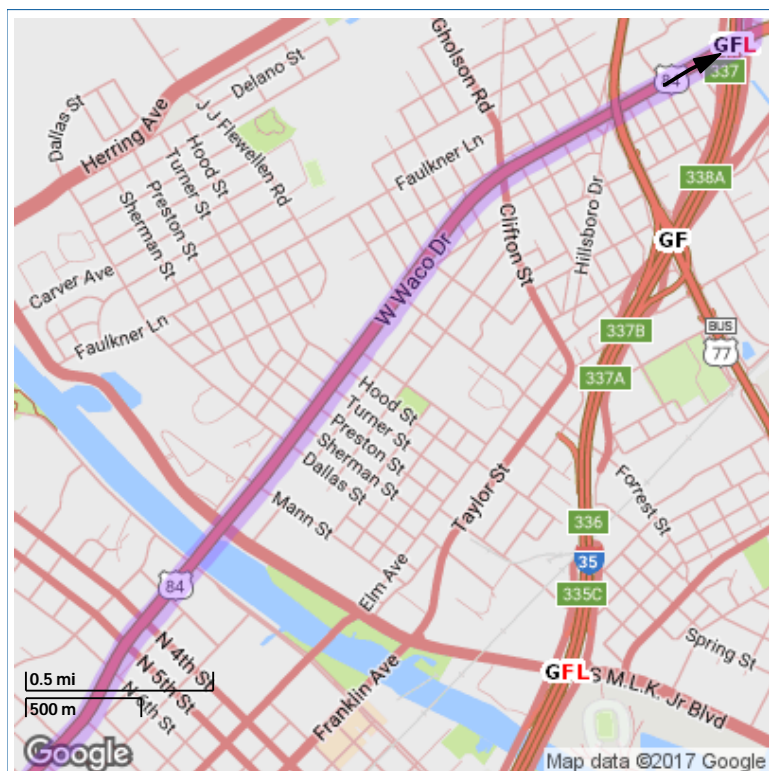 GFL
337
84
Gholson Rd
Delano St
Dallas St
Herring Ave
J J Flewellen Rd
Hood St
Turner St
Preston St
Sherman St
Faulkner Ln
338A
Hillsboro Dr
Clifton St
GF
W Waco Dr
Carver Ave
Faulkner Ln
337B
BUS
77
337A
Hood St
Turner St
Preston St
Sherman St
Dallas St
Mann St
Taylor St
Forrest St
336
35
335C
84
Elm Ave
Spring St
N 4th St
N 5th St
N 6th St
GFL
S M.L.K. Jr Blvd
Franklin Ave
0.5 mi
500 m
Google
Map data ©2017 Google